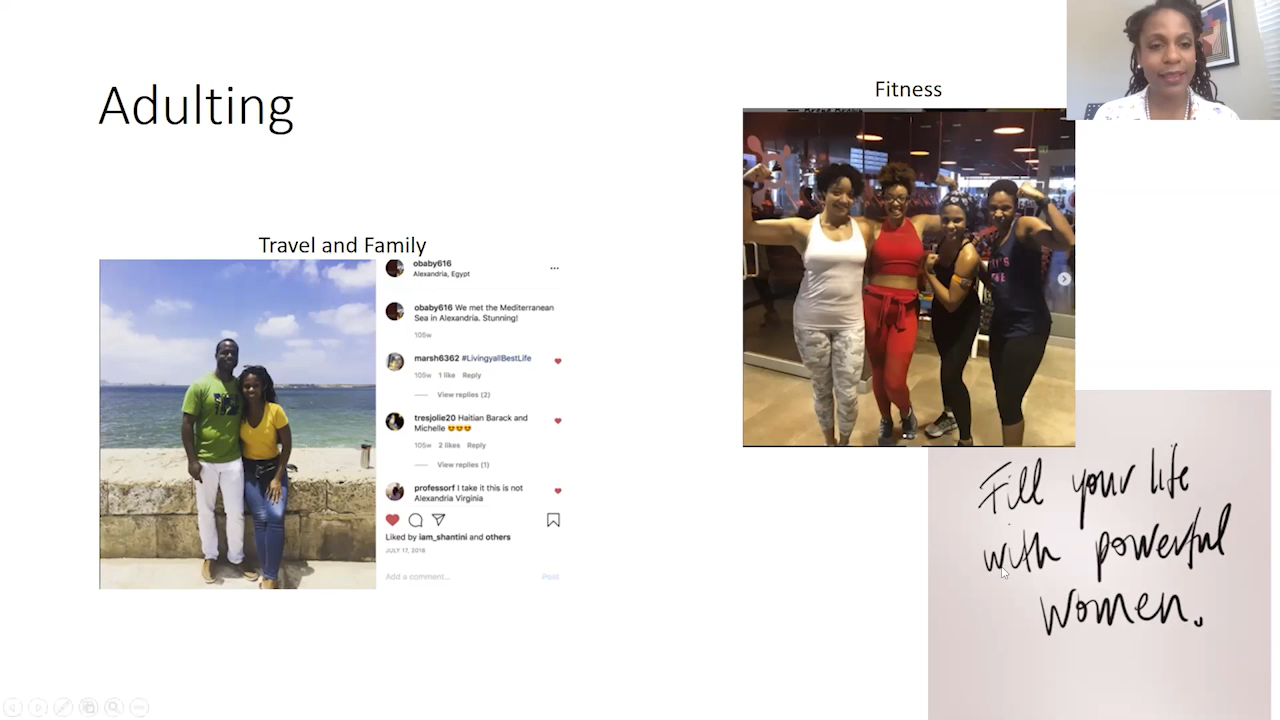 Adulting
Travel and Family
obaby616
Alexandria, Egypt
obaby616 We met the Mediterranean
Sea in Alexandria. Stunning!
105w
marsh6362 #LivingyallBestLife
105w 1 like Reply
View replies (2)
tresjolie20 Haitian Barack and
Michelle 😍😍😍
105w 2 likes Reply
View replies (1)
professorf I take it this is not
Alexandria Virginia
Liked by iam_shantini and others
JULY 17, 2018
Add a comment...
Post
Fitness
Fill your life
with powerful
women.